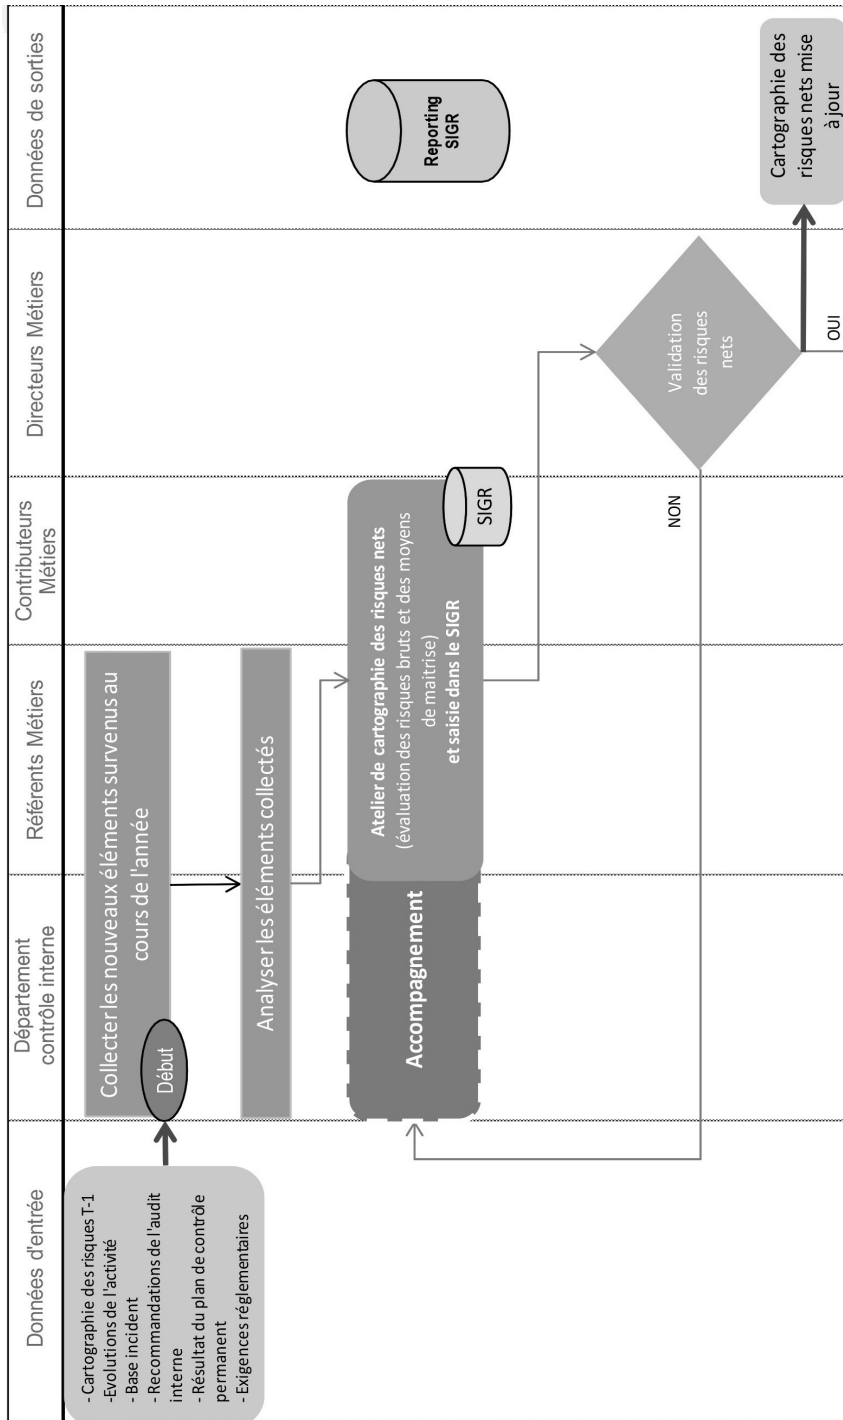 Données d'entrée
Département
contrôle interne
Référents Métiers
Contributeurs
Métiers
Directeurs Métiers
Données de sorties
- Cartographie des risques T-1
-Evolutions de l'activité
- Base incident
- Recommandations de l'audit
interne
- Résultat du plan de contrôle
permanent
- Exigences réglementaires
Début
Collecter les nouveaux éléments survenus au
cours de l'année
Analyser les éléments collectés
Accompagnement
Atelier de cartographie des risques nets
(évaluation des risques bruts et des moyens
de maitrise)
et saisie dans le SIGR
SIGR
Reporting
SIGR
Validation
des risques
nets
NON
OUI
Cartographie des
risques nets mise
à jour